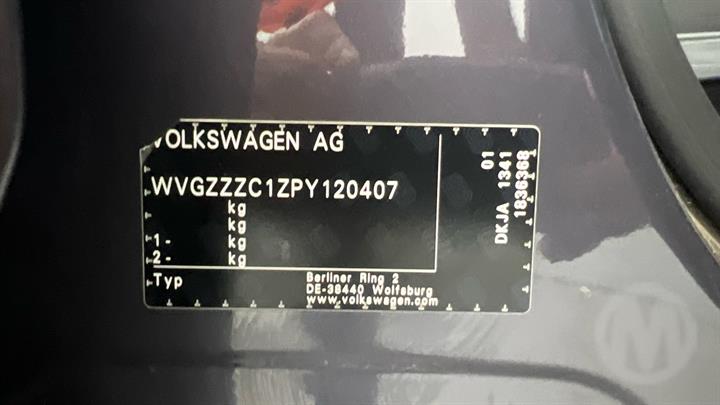 VOLKSWAGEN AG
WVGZZZC1ZPY120407
kg
kg
1- kg
2- kg
Typ
Berliner Ring 2
DE-38440 Wolfsburg
www.volkswagen.com
01
DKJA 1341
1836368
M